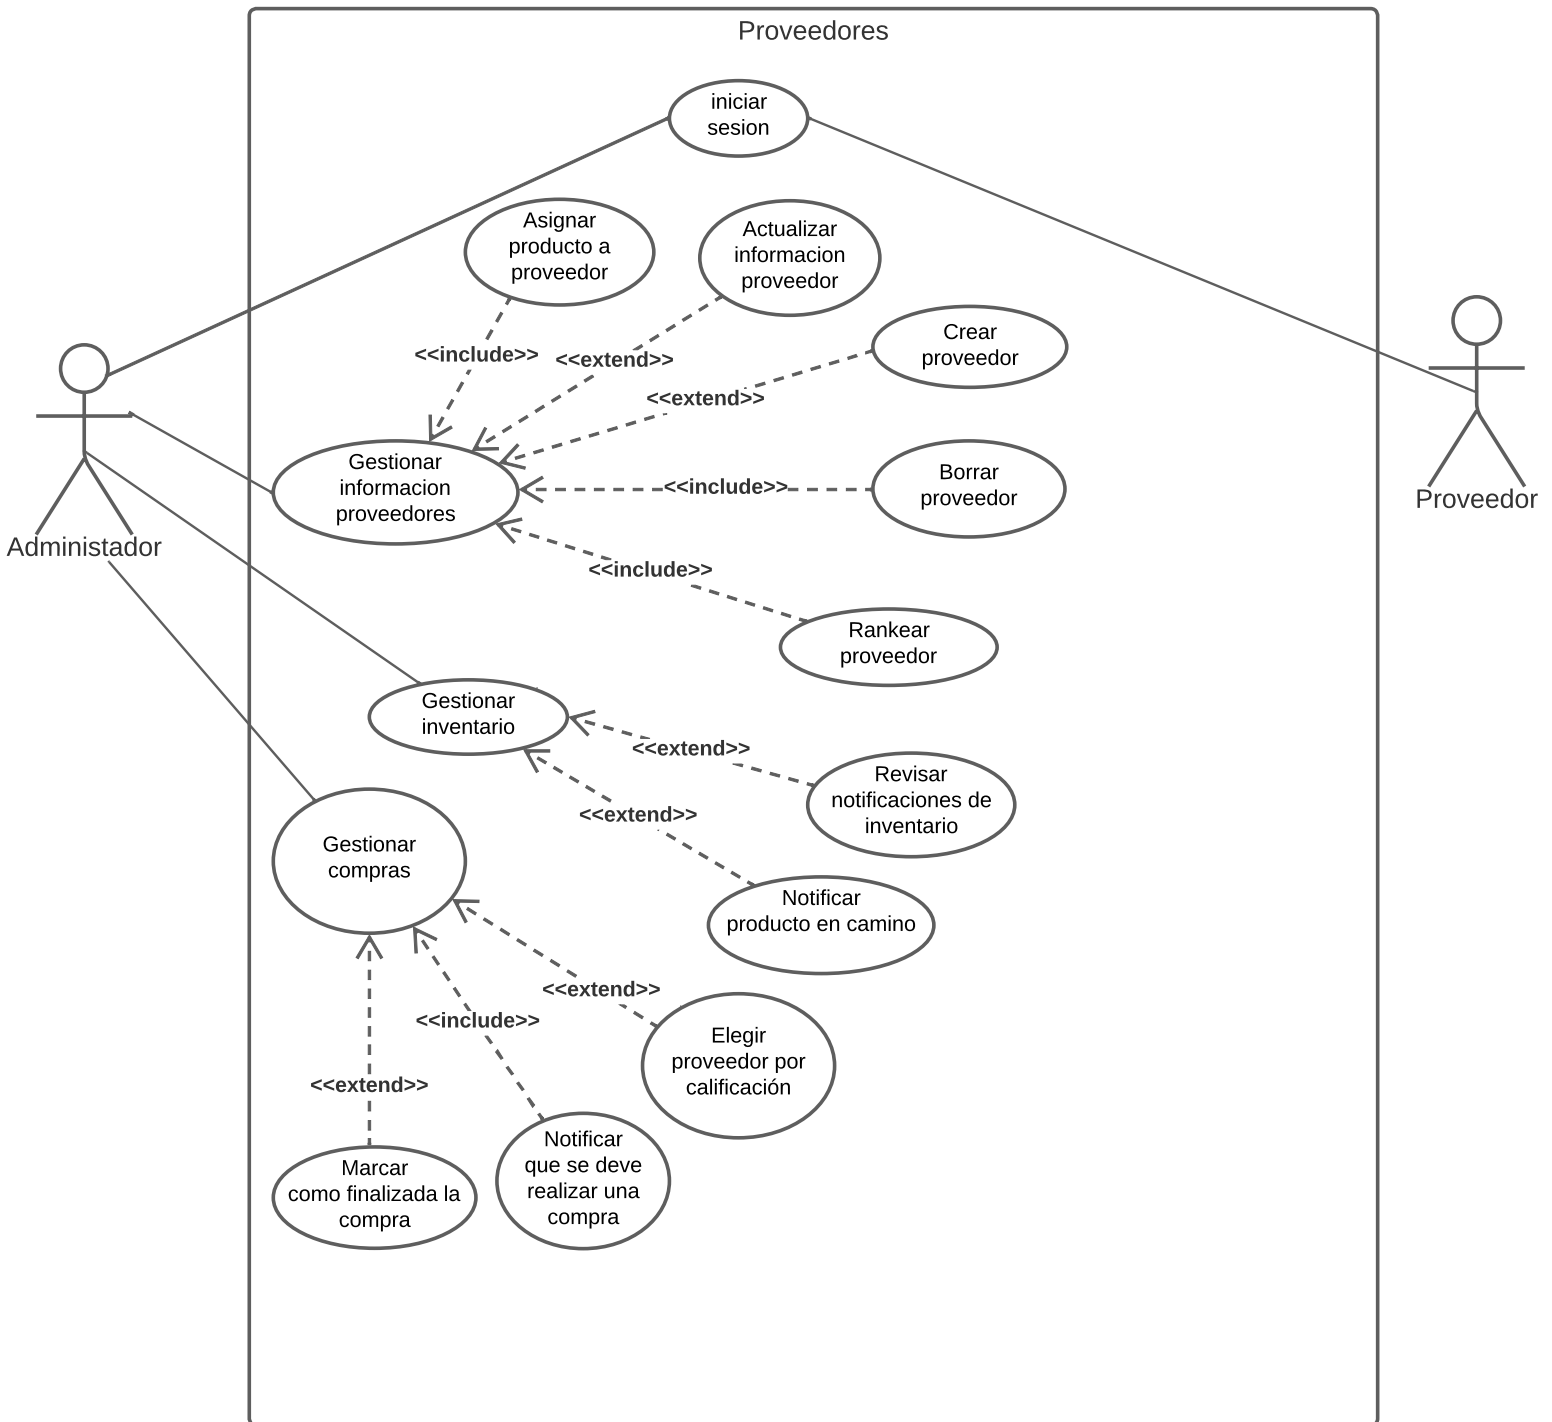 Proveedores
iniciar
sesion
Asignar
producto a
proveedor
Actualizar
informacion
proveedor
Crear
proveedor
<<include>>
<<extend>>
<<extend>>
Gestionar
informacion
proveedores
<<include>>
Borrar
proveedor
Proveedor
Administador
<<include>>
Rankear
proveedor
Gestionar
inventario
<<extend>>
Revisar
notificaciones de
inventario
<<extend>>
Gestionar
compras
Notificar
producto en camino
<<extend>>
<<include>>
Elegir
proveedor por
calificación
<<extend>>
Marcar
como finalizada la
compra
Notificar
que se deve
realizar una
compra